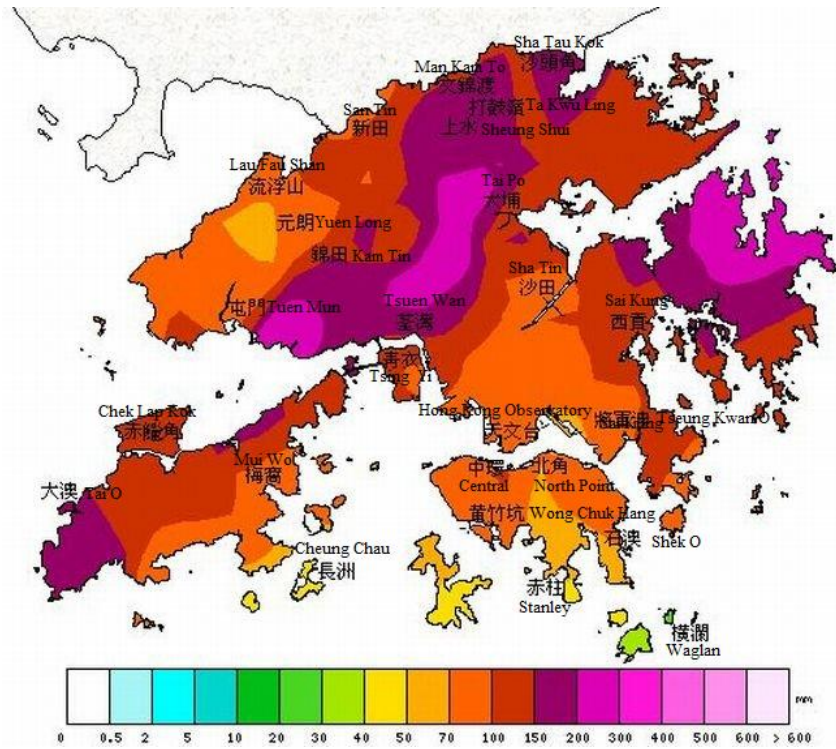 Sha Tau Kok
沙頭角
Man Kam To
文錦渡
打鼓嶺 Ta Kwu Ling
San Tin
新田
上水 Sheung Shui
Lau Fau Shan
流浮山
Tai Po
大埔
元朗 Yuen Long
錦田 Kam Tin
Sha Tin
沙田
屯門 Tuen Mun
Tsuen Wan
荃灣
Sai Kung
西貢
青衣
Tsing Yi
Chek Lap Kok
赤鱲角
Hong Kong Observatory
天文台
將軍澳 Tseung Kwan O
Mui Wo
梅窩
中環
Central
北角
North Point
大澳 Tai O
黃竹坑 Wong Chuk Hang
石澳
Shek O
Cheung Chau
長洲
赤柱
Stanley
橫瀾
Waglan
mm
0 0.5 2 5 10 20 30 40 50 70 100 150 200 300 400 500 600 > 600